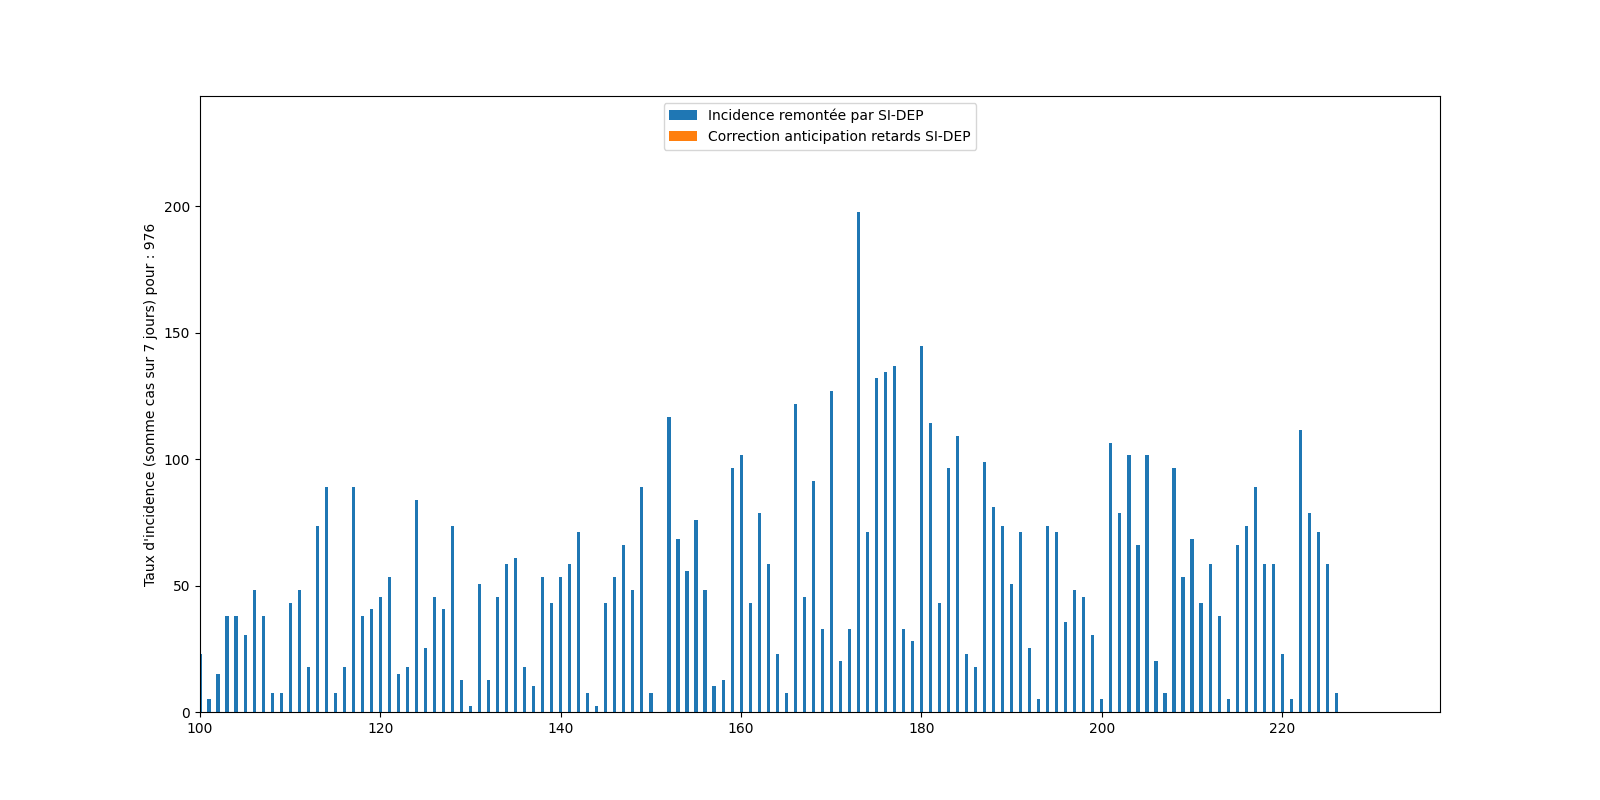 Incidence remontée par SI-DEP
Correction anticipation retards SI-DEP
Taux d'incidence (somme cas sur 7 jours) pour : 976
200
150
100
50
0
100 120 140 160 180 200 220